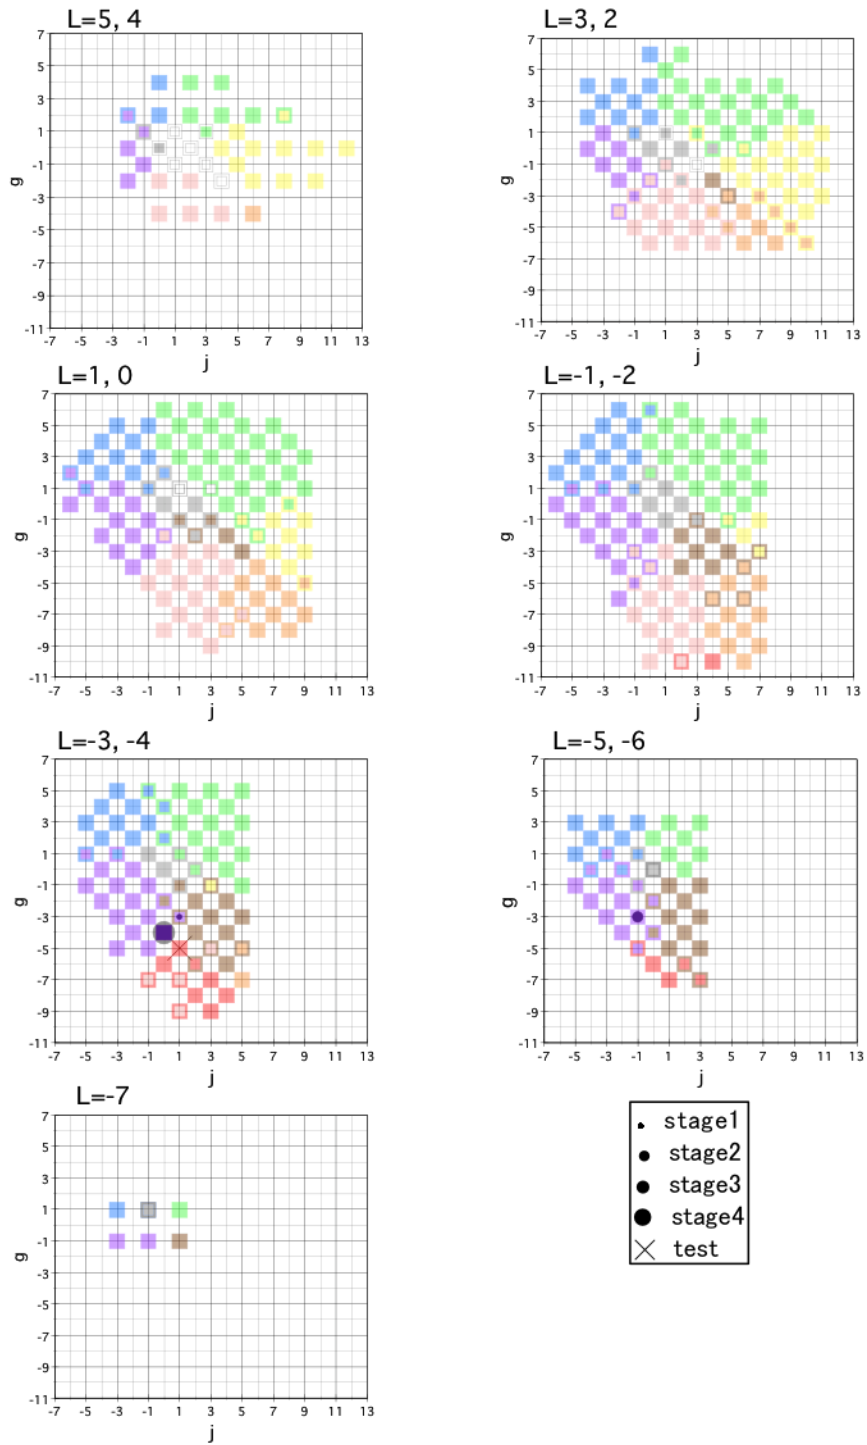 L=5, 4
7
5
3
1
-1
-3
-5
-7
-9
-11
g
-7 -5 -3 -1 1 3 5 7 9 11 13
j
L=3, 2
7
5
3
1
-1
-3
-5
-7
-9
-11
g
-7 -5 -3 -1 1 3 5 7 9 11 13
j
L=1, 0
7
5
3
1
-1
-3
-5
-7
-9
-11
g
-7 -5 -3 -1 1 3 5 7 9 11 13
j
L=-1, -2
7
5
3
1
-1
-3
-5
-7
-9
-11
g
-7 -5 -3 -1 1 3 5 7 9 11 13
j
L=-3, -4
7
5
3
1
-1
-3
-5
-7
-9
-11
g
-7 -5 -3 -1 1 3 5 7 9 11 13
j
L=-5, -6
7
5
3
1
-1
-3
-5
-7
-9
-11
g
-7 -5 -3 -1 1 3 5 7 9 11 13
j
L=-7
7
5
3
1
-1
-3
-5
-7
-9
-11
g
-7 -5 -3 -1 1 3 5 7 9 11 13
j
stage1
stage2
stage3
stage4
test